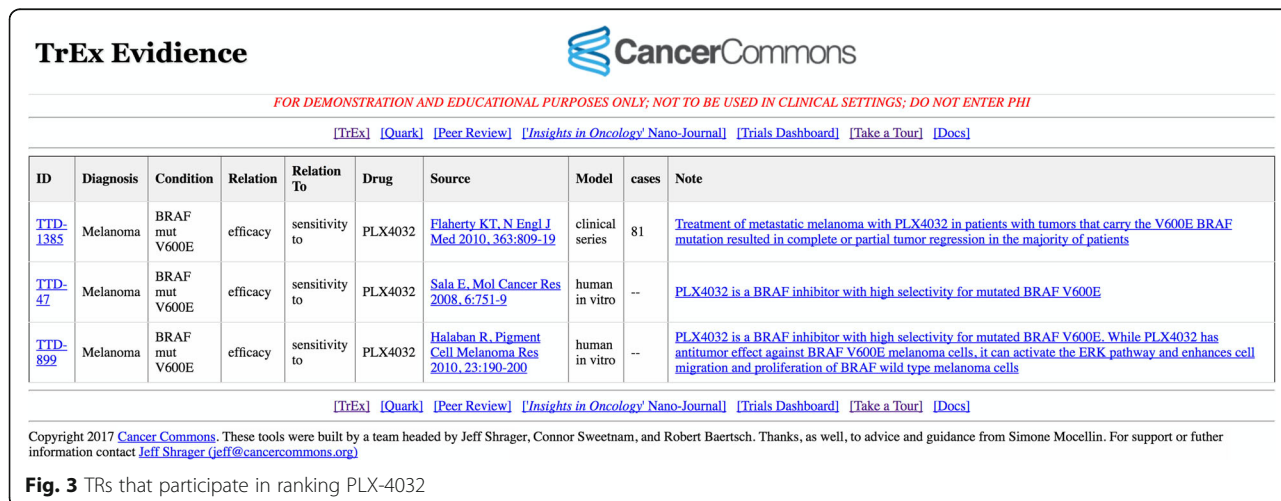 TrEx Evidience
CancerCommons
FOR DEMONSTRATION AND EDUCATIONAL PURPOSES ONLY; NOT TO BE USED IN CLINICAL SETTINGS; DO NOT ENTER PHI
[TrEx] [Quark] [Peer Review] ['Insights in Oncology' Nano-Journal] [Trials Dashboard] [Take a Tour] [Docs]
ID Diagnosis Condition Relation Relation To Drug Source Model cases Note
TTD-1385 Melanoma BRAF mut V600E efficacy sensitivity to PLX4032 Flaherty KT, N Engl J Med 2010, 363:809-19 clinical series 81 Treatment of metastatic melanoma with PLX4032 in patients with tumors that carry the V600E BRAF mutation resulted in complete or partial tumor regression in the majority of patients
TTD-47 Melanoma BRAF mut V600E efficacy sensitivity to PLX4032 Sala E, Mol Cancer Res 2008, 6:751-9 human in vitro -- PLX4032 is a BRAF inhibitor with high selectivity for mutated BRAF V600E
TTD-899 Melanoma BRAF mut V600E efficacy sensitivity to PLX4032 Halaban R, Pigment Cell Melanoma Res 2010, 23:190-200 human in vitro -- PLX4032 is a BRAF inhibitor with high selectivity for mutated BRAF V600E. While PLX4032 has antitumor effect against BRAF V600E melanoma cells, it can activate the ERK pathway and enhances cell migration and proliferation of BRAF wild type melanoma cells
[TrEx] [Quark] [Peer Review] ['Insights in Oncology' Nano-Journal] [Trials Dashboard] [Take a Tour] [Docs]
Copyright 2017 Cancer Commons. These tools were built by a team headed by Jeff Shrager, Connor Sweetnam, and Robert Baertsch. Thanks, as well, to advice and guidance from Simone Mocellin. For support or futher
information contact Jeff Shrager (jeff@cancercommons.org)
Fig. 3 TRs that participate in ranking PLX-4032